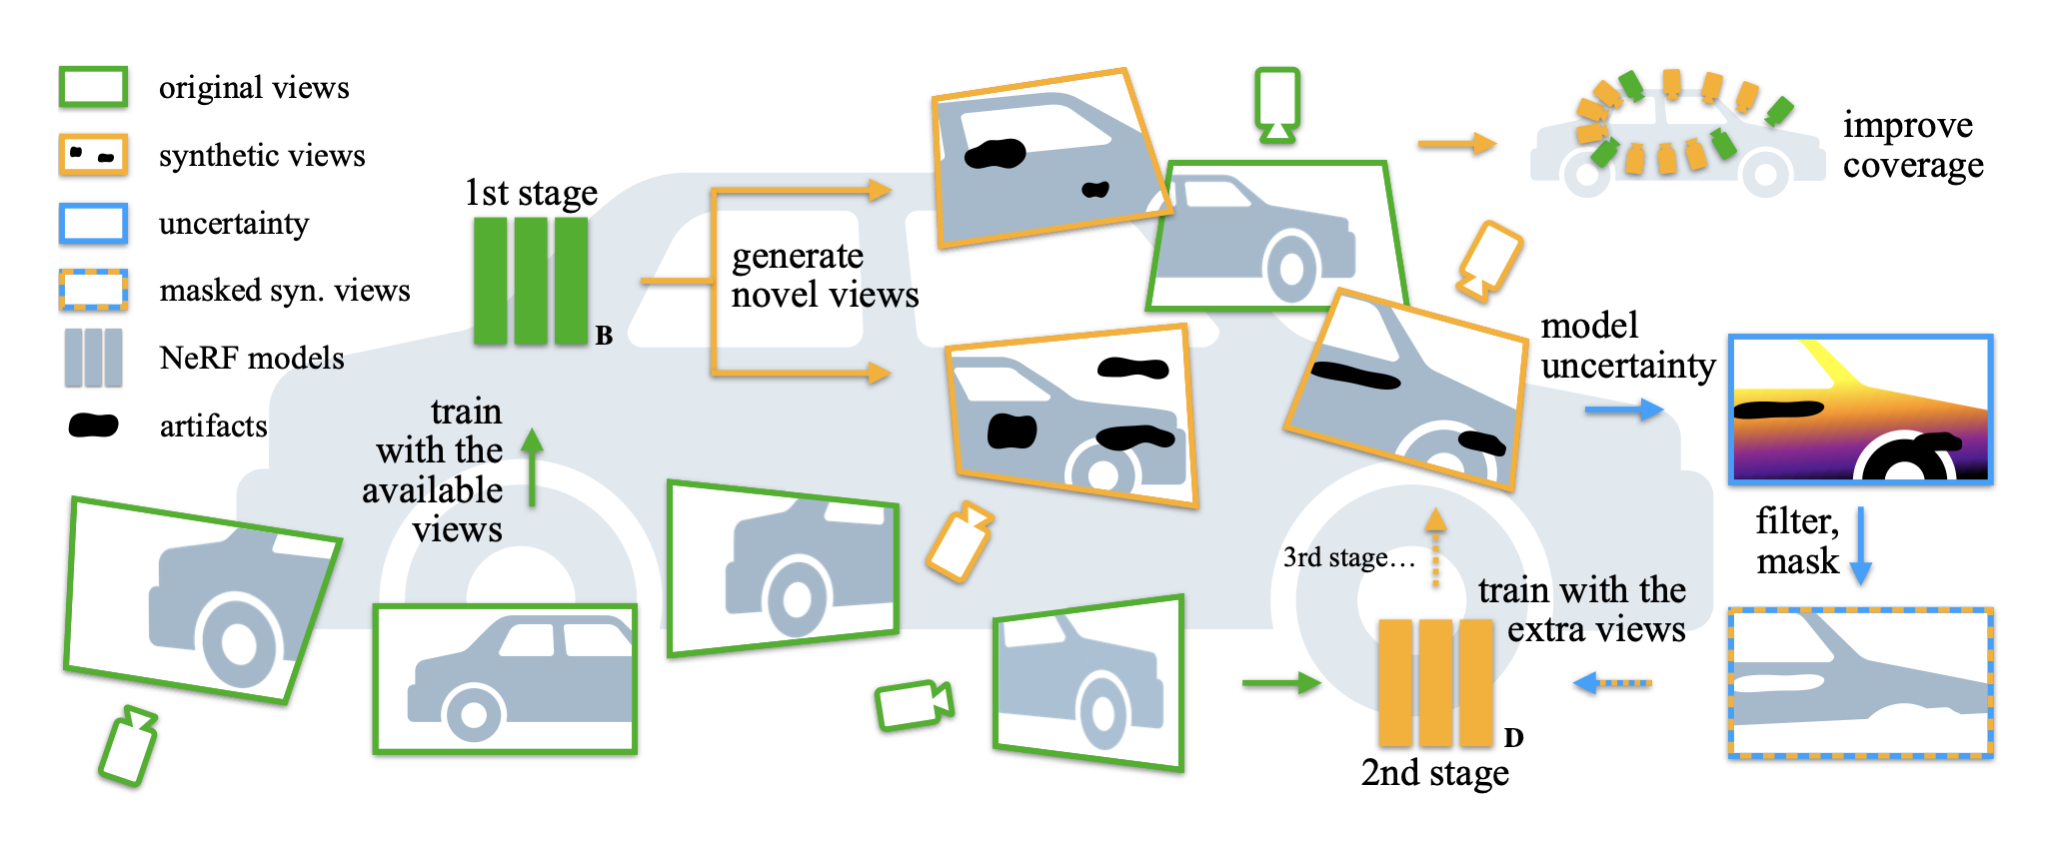 original views
synthetic views
uncertainty
masked syn. views
NeRF models
artifacts
1st stage
B
train
with the
available
views
generate
novel views
improve
coverage
model
uncertainty
filter,
mask
3rd stage…
train with the
extra views
D
2nd stage